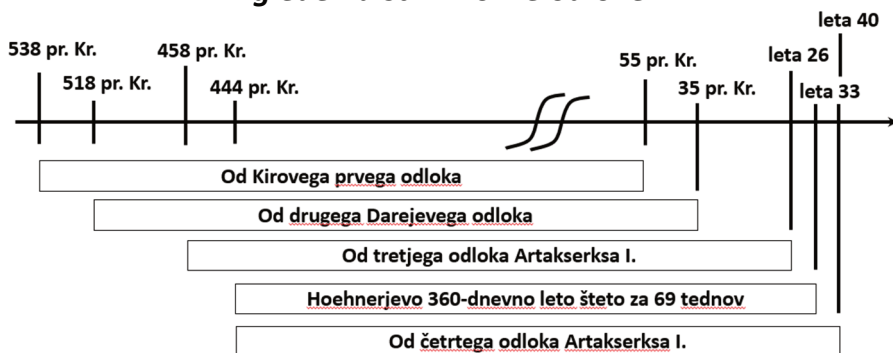 leta 40
538 pr. Kr.
458 pr. Kr.
55 pr. Kr.
leta 26
518 pr. Kr.
444 pr. Kr.
35 pr. Kr.
leta 33
Od Kirovega prvega odloka
Od drugega Darejevega odloka
Od tretjega odloka Artakserksa I.
Hoehnerjevo 360-dnevno leto šteto za 69 tednov
Od četrtega odloka Artakserksa I.